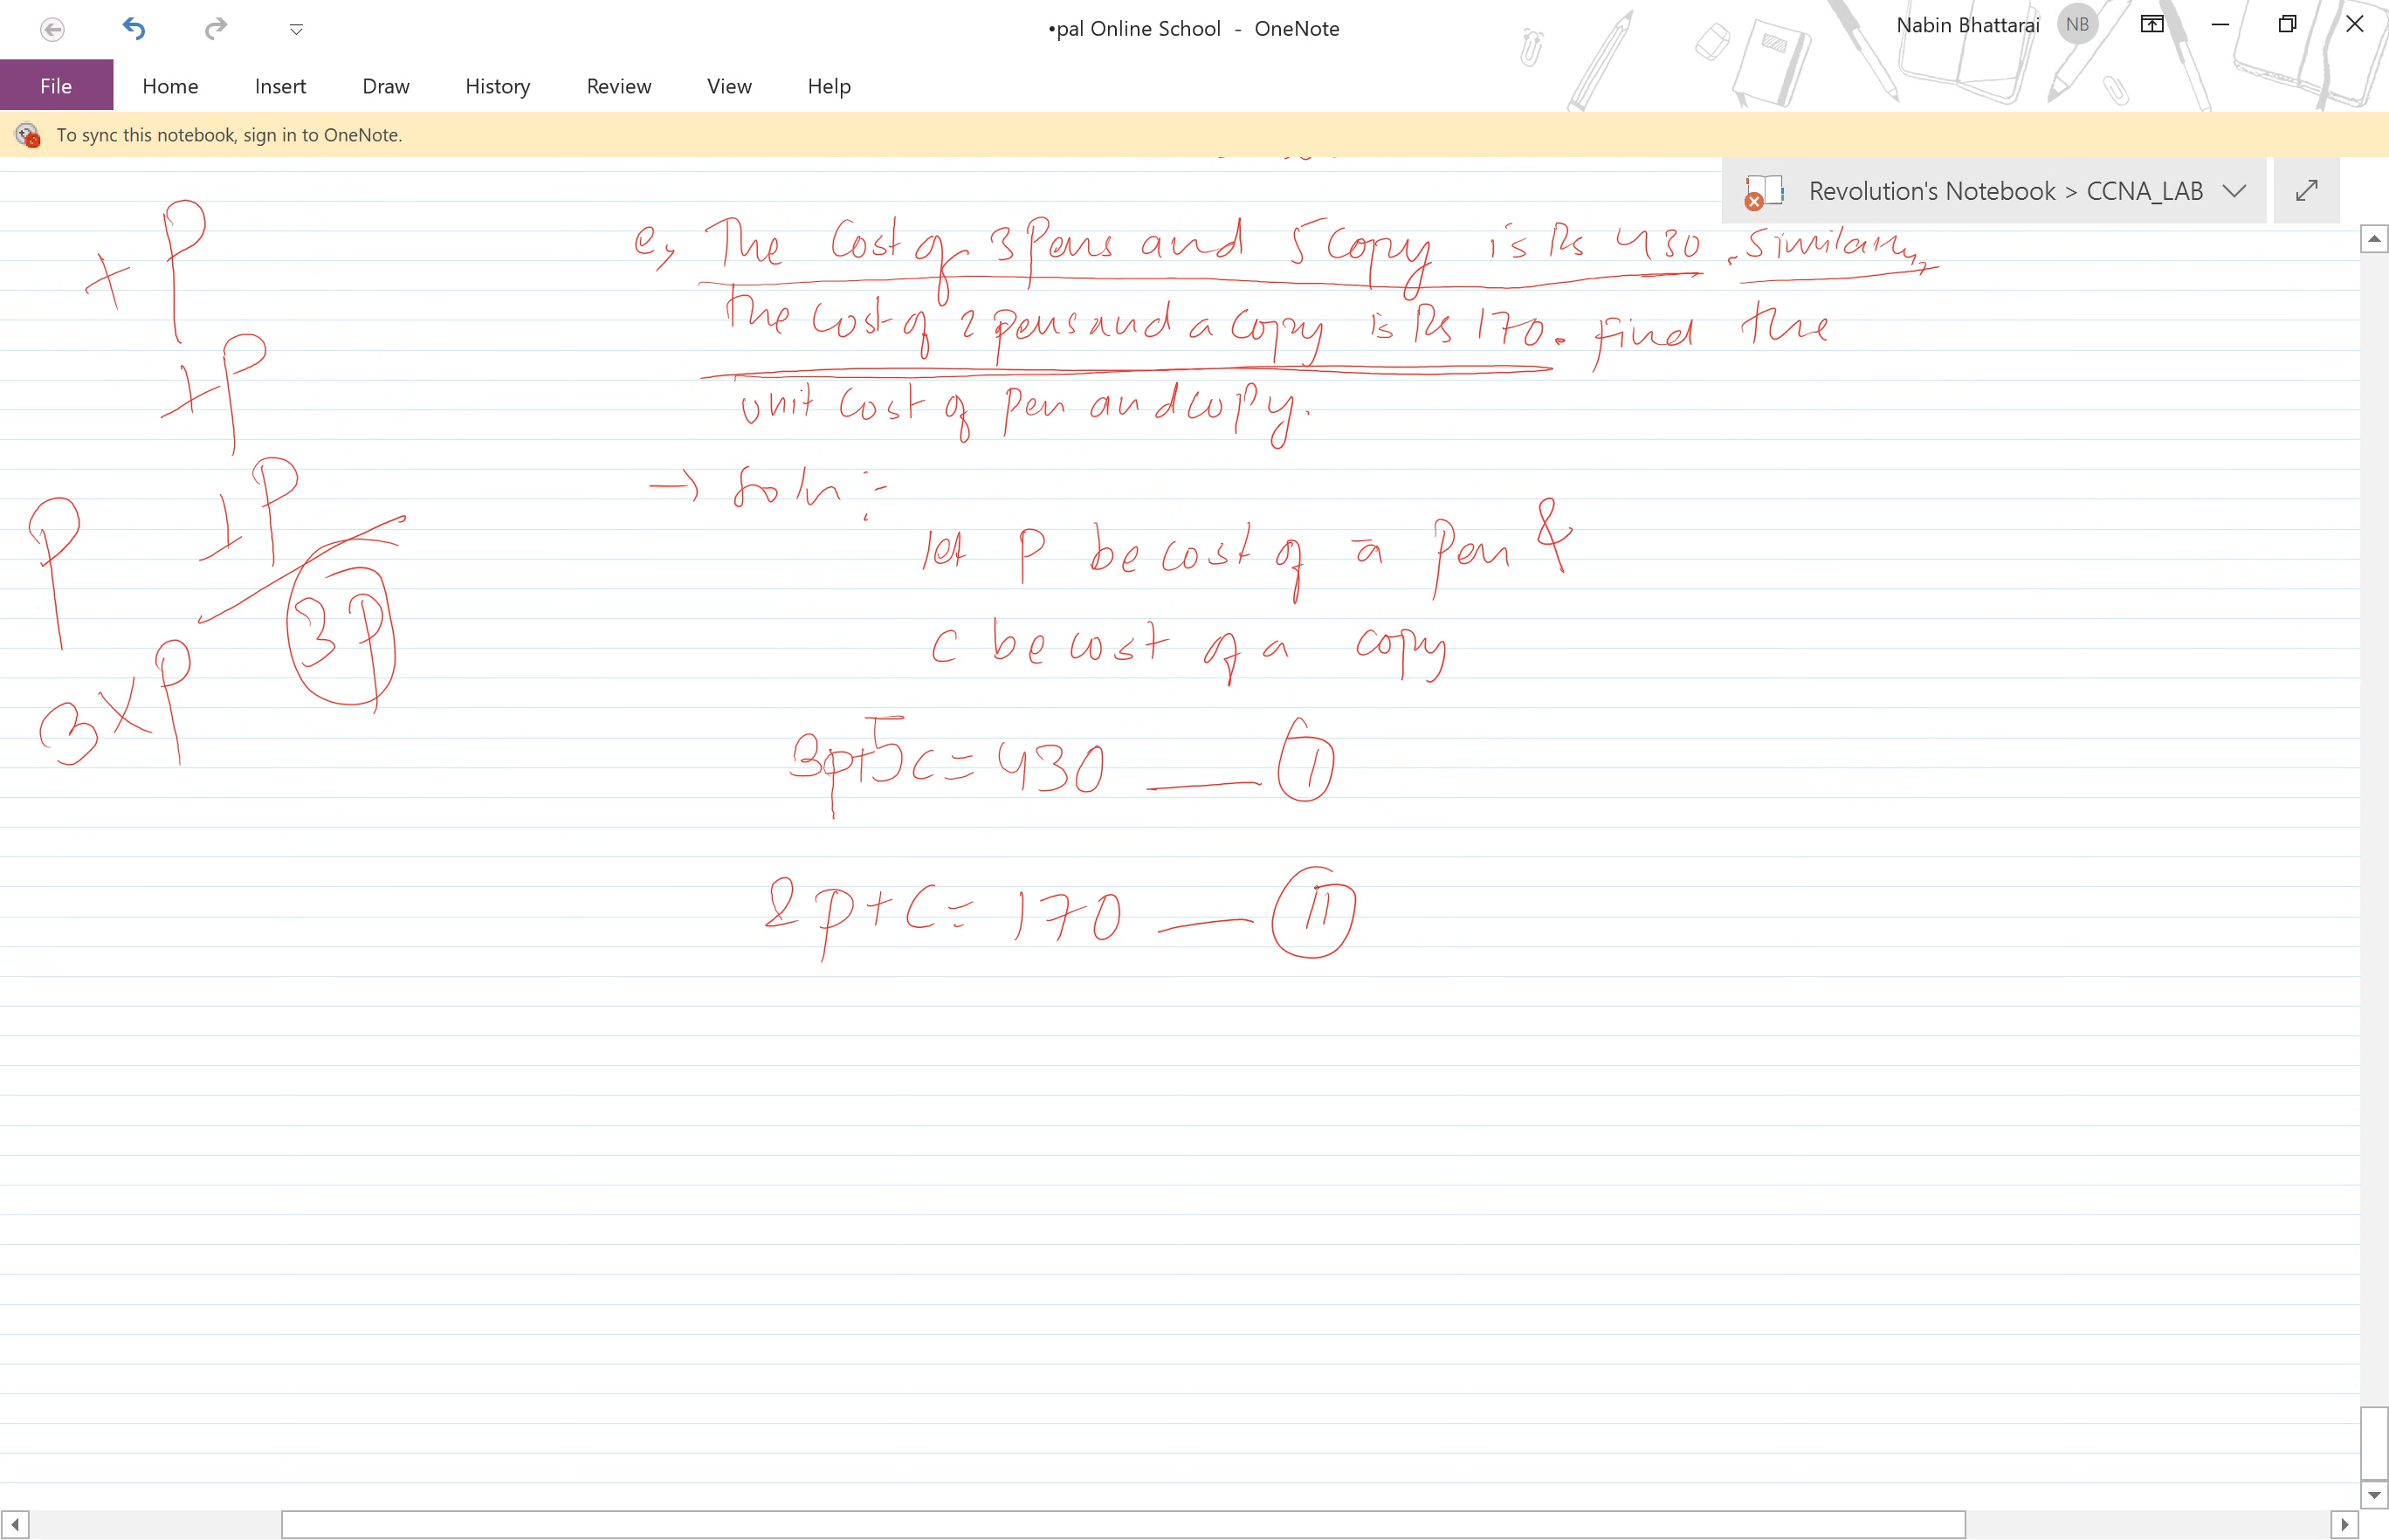 •pal Online School - OneNote
Nabin Bhattarai NB
File Home Insert Draw History Review View Help
To sync this notebook, sign in to OneNote.
Revolution's Notebook > CCNA_LAB
e, The Cost of 3 Pens and 5 copy is Rs 430. Similarly,
the cost of 2 pens and a copy is Rs 170. Find the
unit cost of pen and copy.
→ Soln :-
let P be cost of a Pen &
c be cost of a copy
3p+5c = 430 — I
2p+c = 170 — II
+P
+P
+P
3P
P
3×P